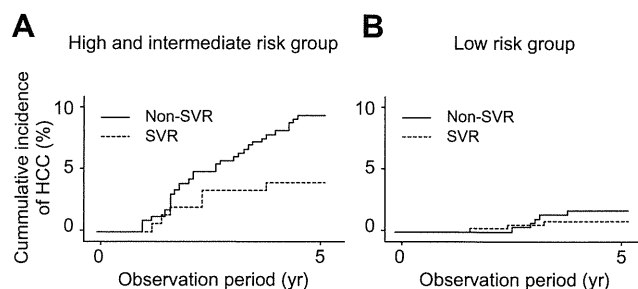 A
High and intermediate risk group
Cummulative incidence
of HCC (%)
10
5
0
Non-SVR
SVR
0
5
Observation period (yr)
B
Low risk group
10
5
0
Non-SVR
SVR
0
5
Observation period (yr)